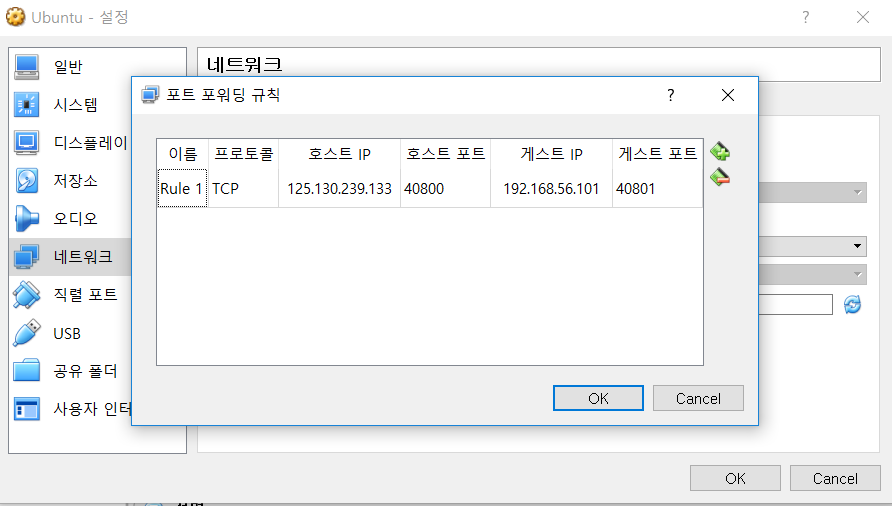 Ubuntu - 설정
?
일반
시스템
디스플레이
저장소
오디오
네트워크
직렬 포트
USB
공유 폴더
사용자 인터
네트워크
포트 포워딩 규칙
?
이름 프로토콜 호스트 IP 호스트 포트 게스트 IP 게스트 포트
Rule 1 TCP 125.130.239.133 40800 192.168.56.101 40801
OK Cancel
OK Cancel